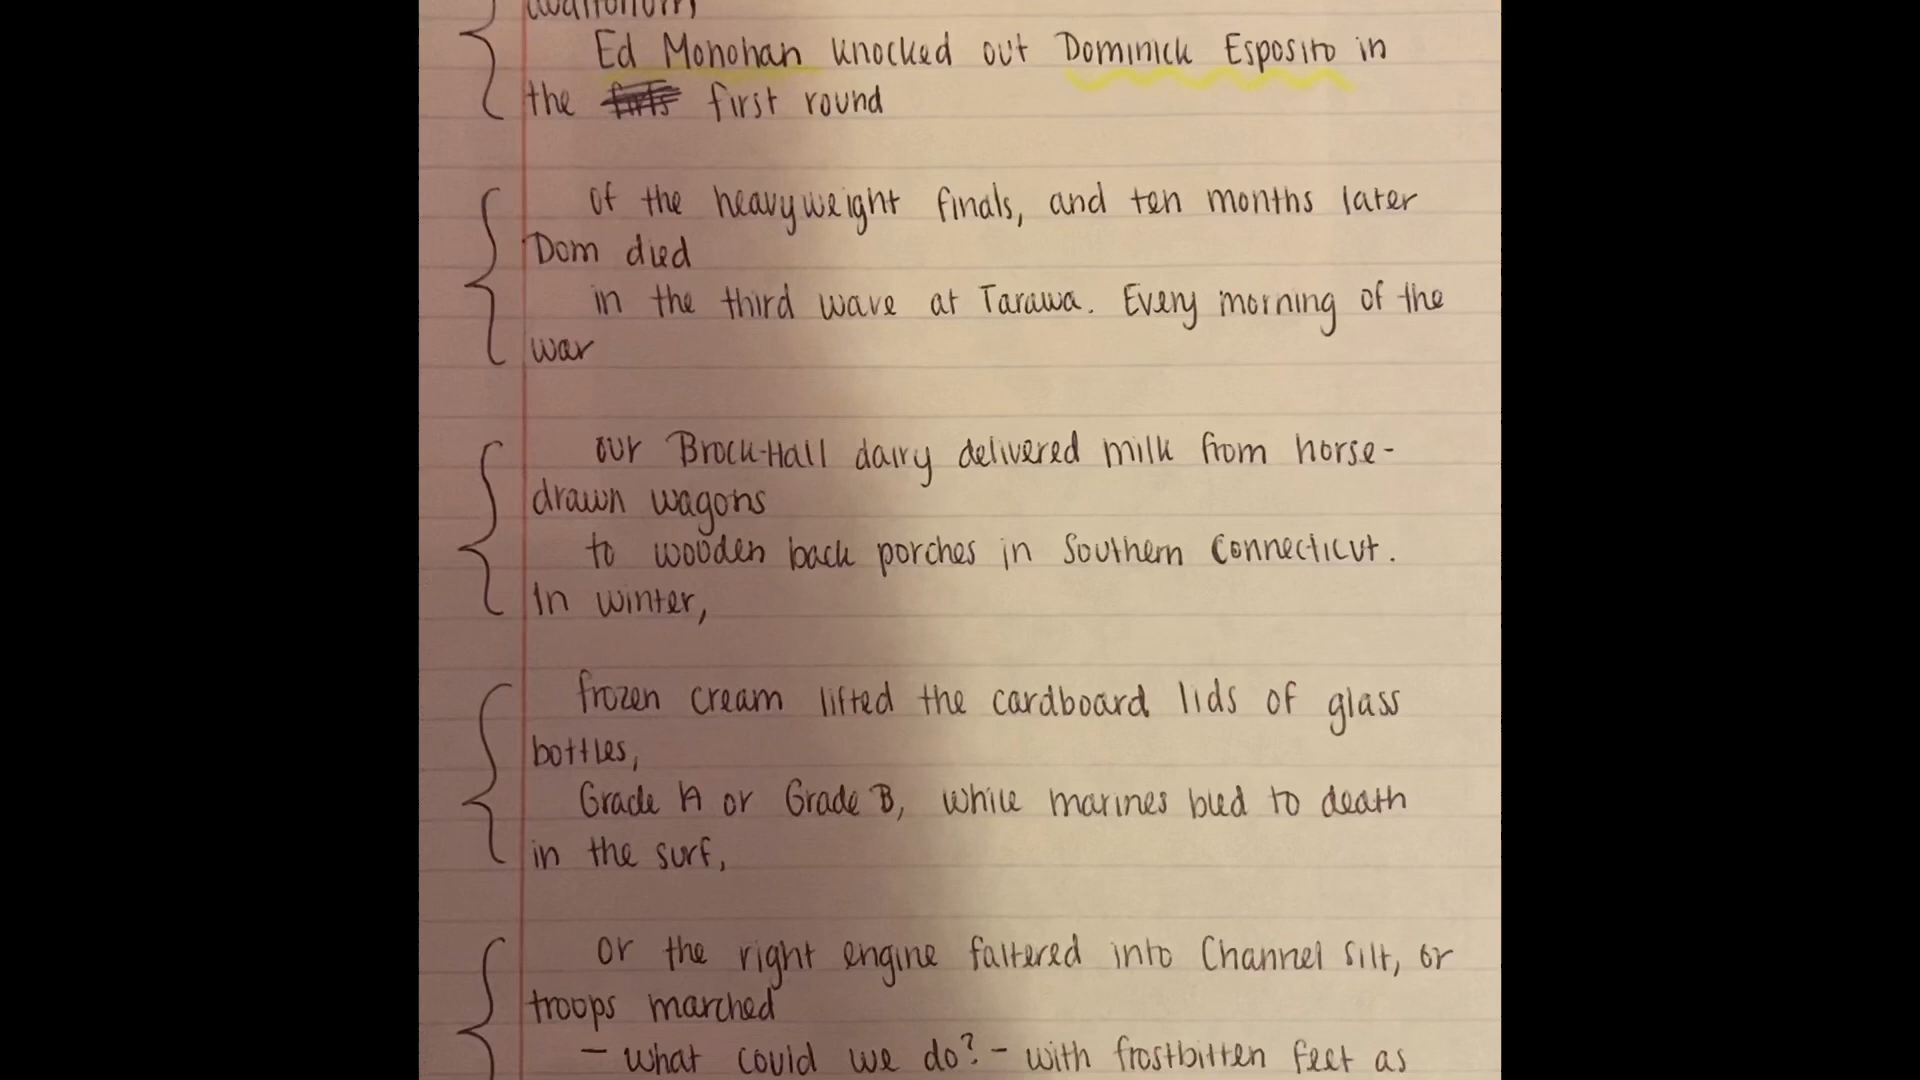 auditorium,
Ed Monohan knocked out Dominick Esposito in
the first round
of the heavyweight finals, and ten months later
Dom died
in the third wave at Tarawa. Every morning of the
war
our Brock-Hall dairy delivered milk from horse-
drawn wagons
to wooden back porches in Southern Connecticut.
In winter,
frozen cream lifted the cardboard lids of glass
bottles,
Grade A or Grade B, while marines bled to death
in the surf,
or the right engine faltered into Channel silt, or
troops marched
- what could we do? - with frostbitten feet as